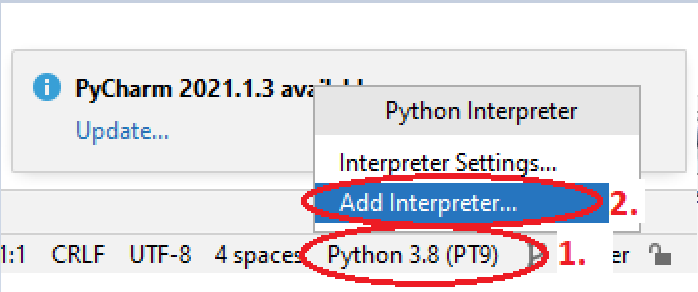 PyCharm 2021.1.3
Update...
Python Interpreter
Interpreter Settings...
Add Interpreter...
2.
1:1 CRLF UTF-8 4 spaces Python 3.8 (PT9) 1. er